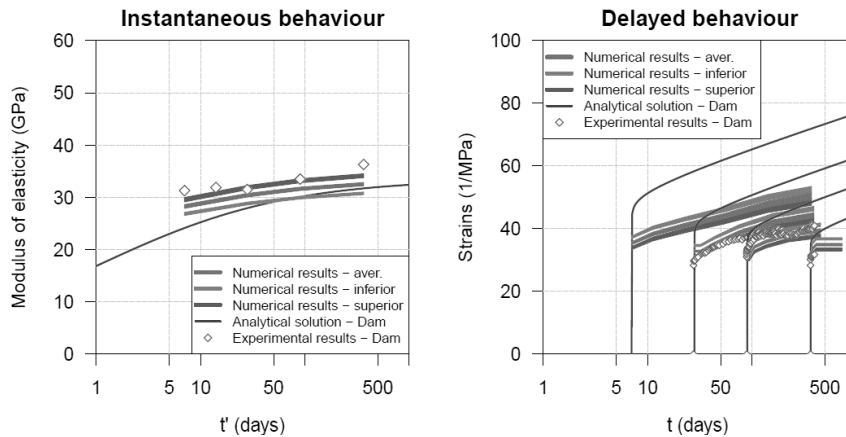 Instantaneous behaviour
Modulus of elasticity (GPa)
60
50
40
30
20
10
0
Numerical results − aver.
Numerical results − inferior
Numerical results − superior
Analytical solution − Dam
Experimental results − Dam
1 5 10 50 500
t' (days)
Delayed behaviour
Strains (1/MPa)
100
80
60
40
20
0
Numerical results − aver.
Numerical results − inferior
Numerical results − superior
Analytical solution − Dam
Experimental results − Dam
1 5 10 50 500
t (days)